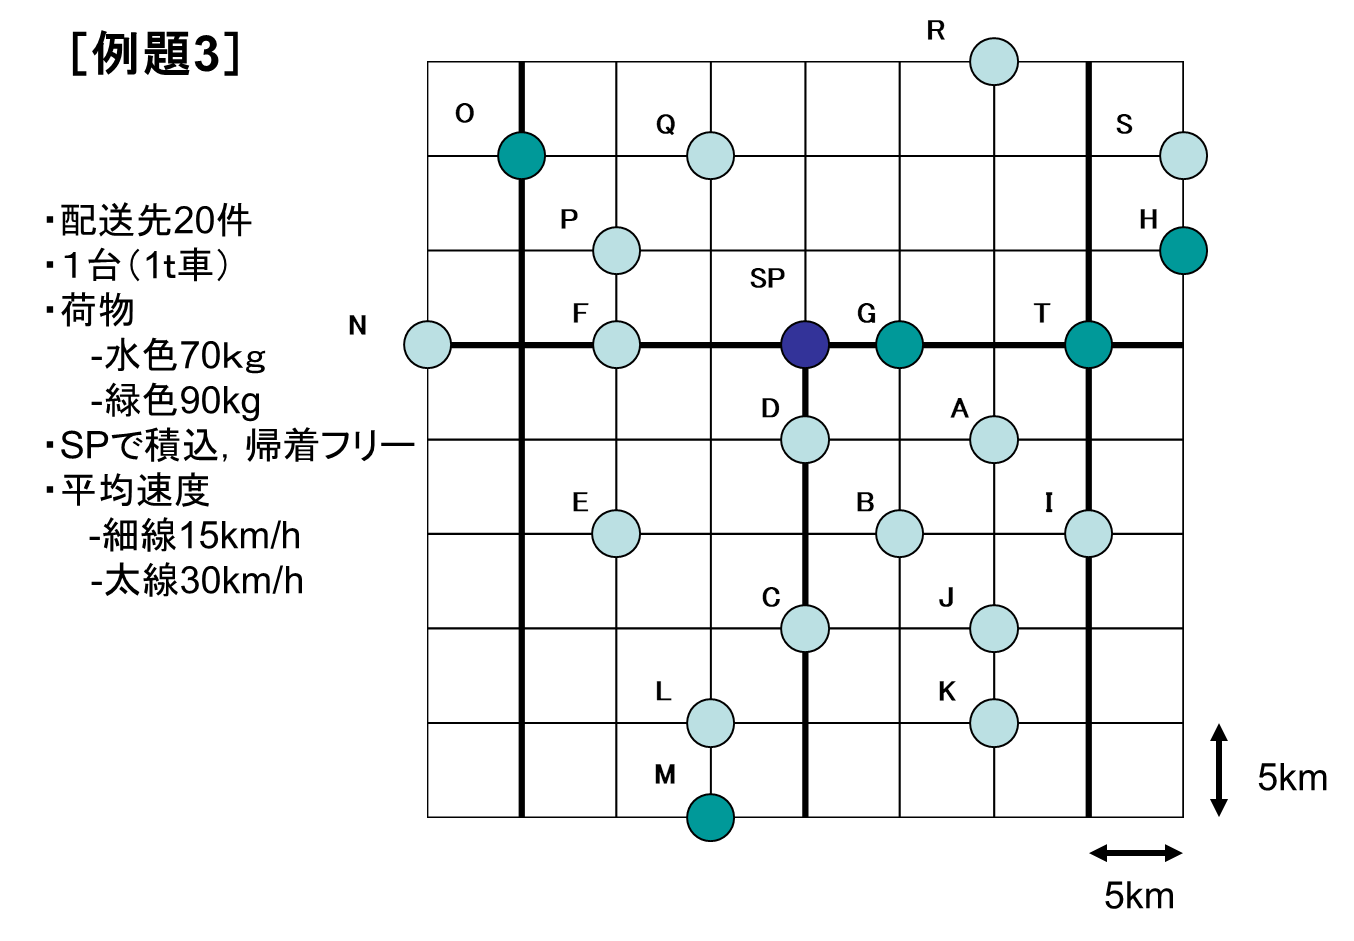 ［例題3］
・配送先20件
・１台（1t車）
・荷物
-水色70kｇ
-緑色90kg
・SPで積込，帰着フリー
・平均速度
-細線15km/h
-太線30km/h
R
O
Q
S
P
H
SP
N
F
G
T
D
A
E
B
I
C
J
L
K
M
5km
5km